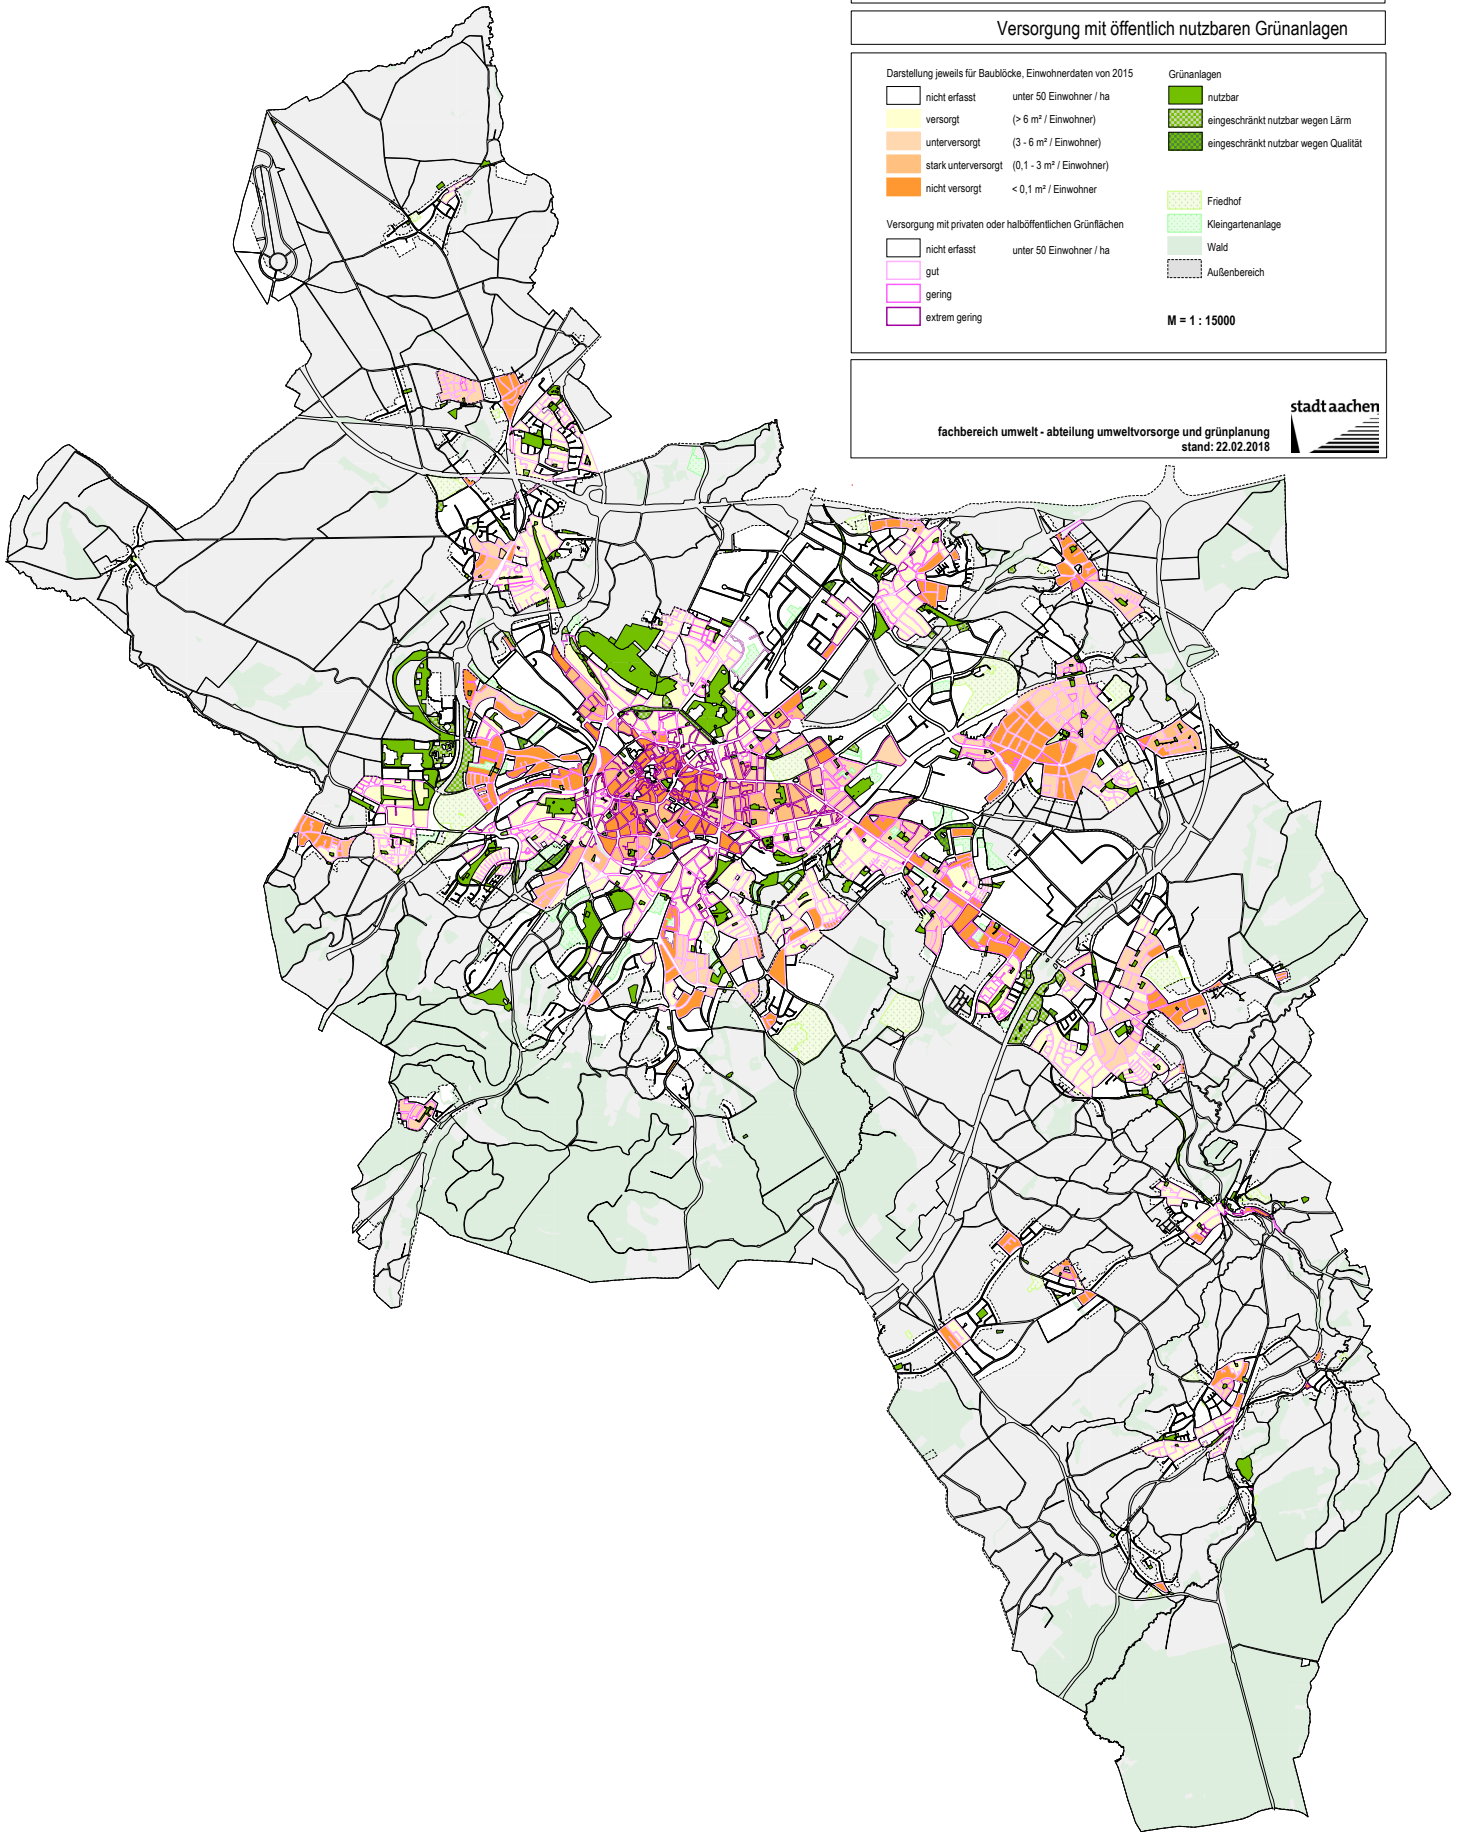 Versorgung mit öffentlich nutzbaren Grünanlagen
Darstellung jeweils für Baublöcke, Einwohnerdaten von 2015
nicht erfasst unter 50 Einwohner / ha
versorgt (> 6 m² / Einwohner)
unterversorgt (3 - 6 m² / Einwohner)
stark unterversorgt (0,1 - 3 m² / Einwohner)
nicht versorgt < 0,1 m² / Einwohner
Versorgung mit privaten oder halböffentlichen Grünflächen
nicht erfasst unter 50 Einwohner / ha
gut
gering
extrem gering
Grünanlagen
nutzbar
eingeschränkt nutzbar wegen Lärm
eingeschränkt nutzbar wegen Qualität
Friedhof
Kleingartenanlage
Wald
Außenbereich
M = 1 : 15000
stadt aachen
fachbereich umwelt - abteilung umweltvorsorge und grünplanung
stand: 22.02.2018